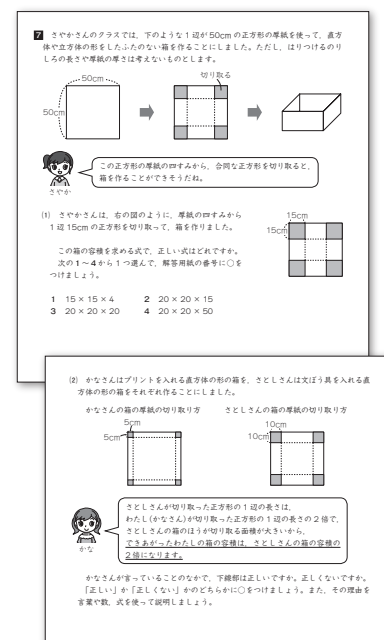 7 さやかさんのクラスでは、下のような1辺が50cmの正方形の厚紙を使って、直方
体や立方体の形をしたふたのない箱を作ることにしました。ただし、はりつけるのり
しろの長さや厚紙の厚さは考えないものとします。
50cm
切り取る
50cm
この正方形の厚紙の四すみから、合同な正方形を切り取ると、
箱を作ることができそうだね。
さやか
(1) さやかさんは、右の図のように、厚紙の四すみから
1辺15cmの正方形を切り取って、箱を作りました。
15cm
15cm
この箱の容積を求める式で、正しい式はどれですか。
次の1～4から1つ選んで、解答用紙の番号に○を
つけましょう。
1 15×15×4 2 20×20×15
3 20×20×20 4 20×20×50
(2) かなさんはプリントを入れる直方体の形の箱を、さとしさんは文ぼう具を入れる直
方体の形の箱をそれぞれ作ることにしました。
かなさんの箱の厚紙の切り取り方 さとしさんの箱の厚紙の切り取り方
5cm
5cm
10cm
10cm
さとしさんが切り取った正方形の1辺の長さは、
わたし(かなさん)が切り取った正方形の1辺の長さの2倍で、
さとしさんの箱のほうが切り取る面積が大きいから、
できあがったわたしの箱の容積は、さとしさんの箱の容積の
2倍になります。
かな
かなさんが言っていることのなかで、下線部は正しいですか。正しくないですか。
「正しい」か「正しくない」かのどちらかに○をつけましょう。また、その理由を
言葉や数、式を使って説明しましょう。